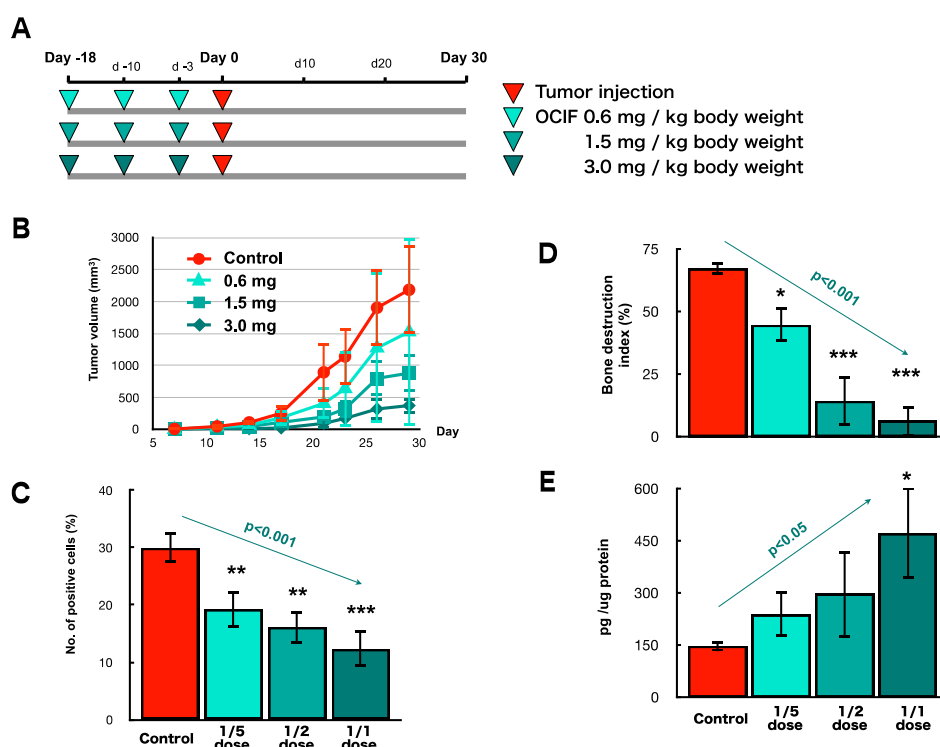 A
Day -18 d -10 d -3 Day 0 d10 d20 Day 30
Tumor injection
OCIF 0.6 mg / kg body weight
1.5 mg / kg body weight
3.0 mg / kg body weight
B
Tumor volume (mm³)
3000
2500
2000
1500
1000
500
0
5 10 15 20 25 30 Day
Control
0.6 mg
1.5 mg
3.0 mg
C
No. of positive cells (%)
40
30
20
10
0
p<0.001
** ** ***
Control 1/5 dose 1/2 dose 1/1 dose
D
Bone destruction
index (%)
75
50
25
0
p<0.001
* *** ***
E
pg /ug protein
600
450
300
150
0
p<0.05
*
Control 1/5 dose 1/2 dose 1/1 dose